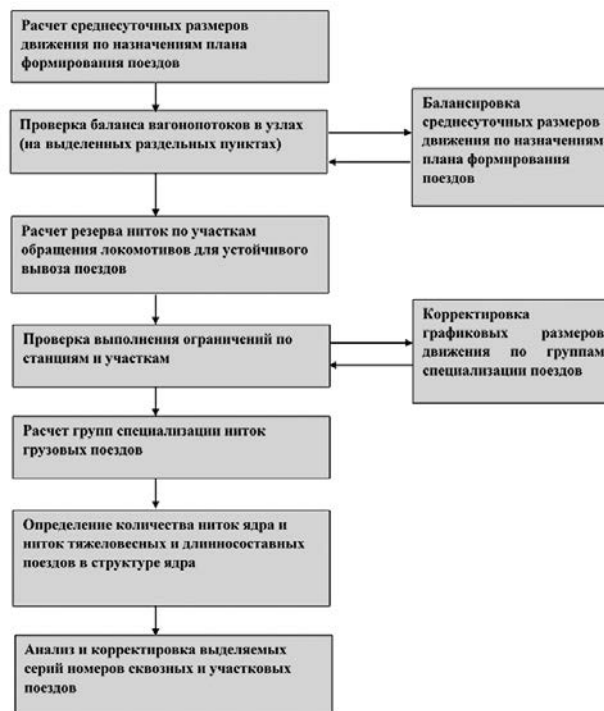 Расчет среднесуточных размеров
движения по назначениям плана
формирования поездов
Проверка баланса вагонопотоков в узлах
(на выделенных раздельных пунктах)
Балансировка
среднесуточных размеров
движения по назначениям
плана формирования
поездов
Расчет резерва ниток по участкам
обращения локомотивов для устойчивого
вывоза поездов
Проверка выполнения ограничений по
станциям и участкам
Корректировка
графиковых размеров
движения по группам
специализации поездов
Расчет групп специализации ниток
грузовых поездов
Определение количества ниток ядра и
ниток тяжеловесных и длинносоставных
поездов в структуре ядра
Анализ и корректировка выделяемых
серий номеров сквозных и участковых
поездов